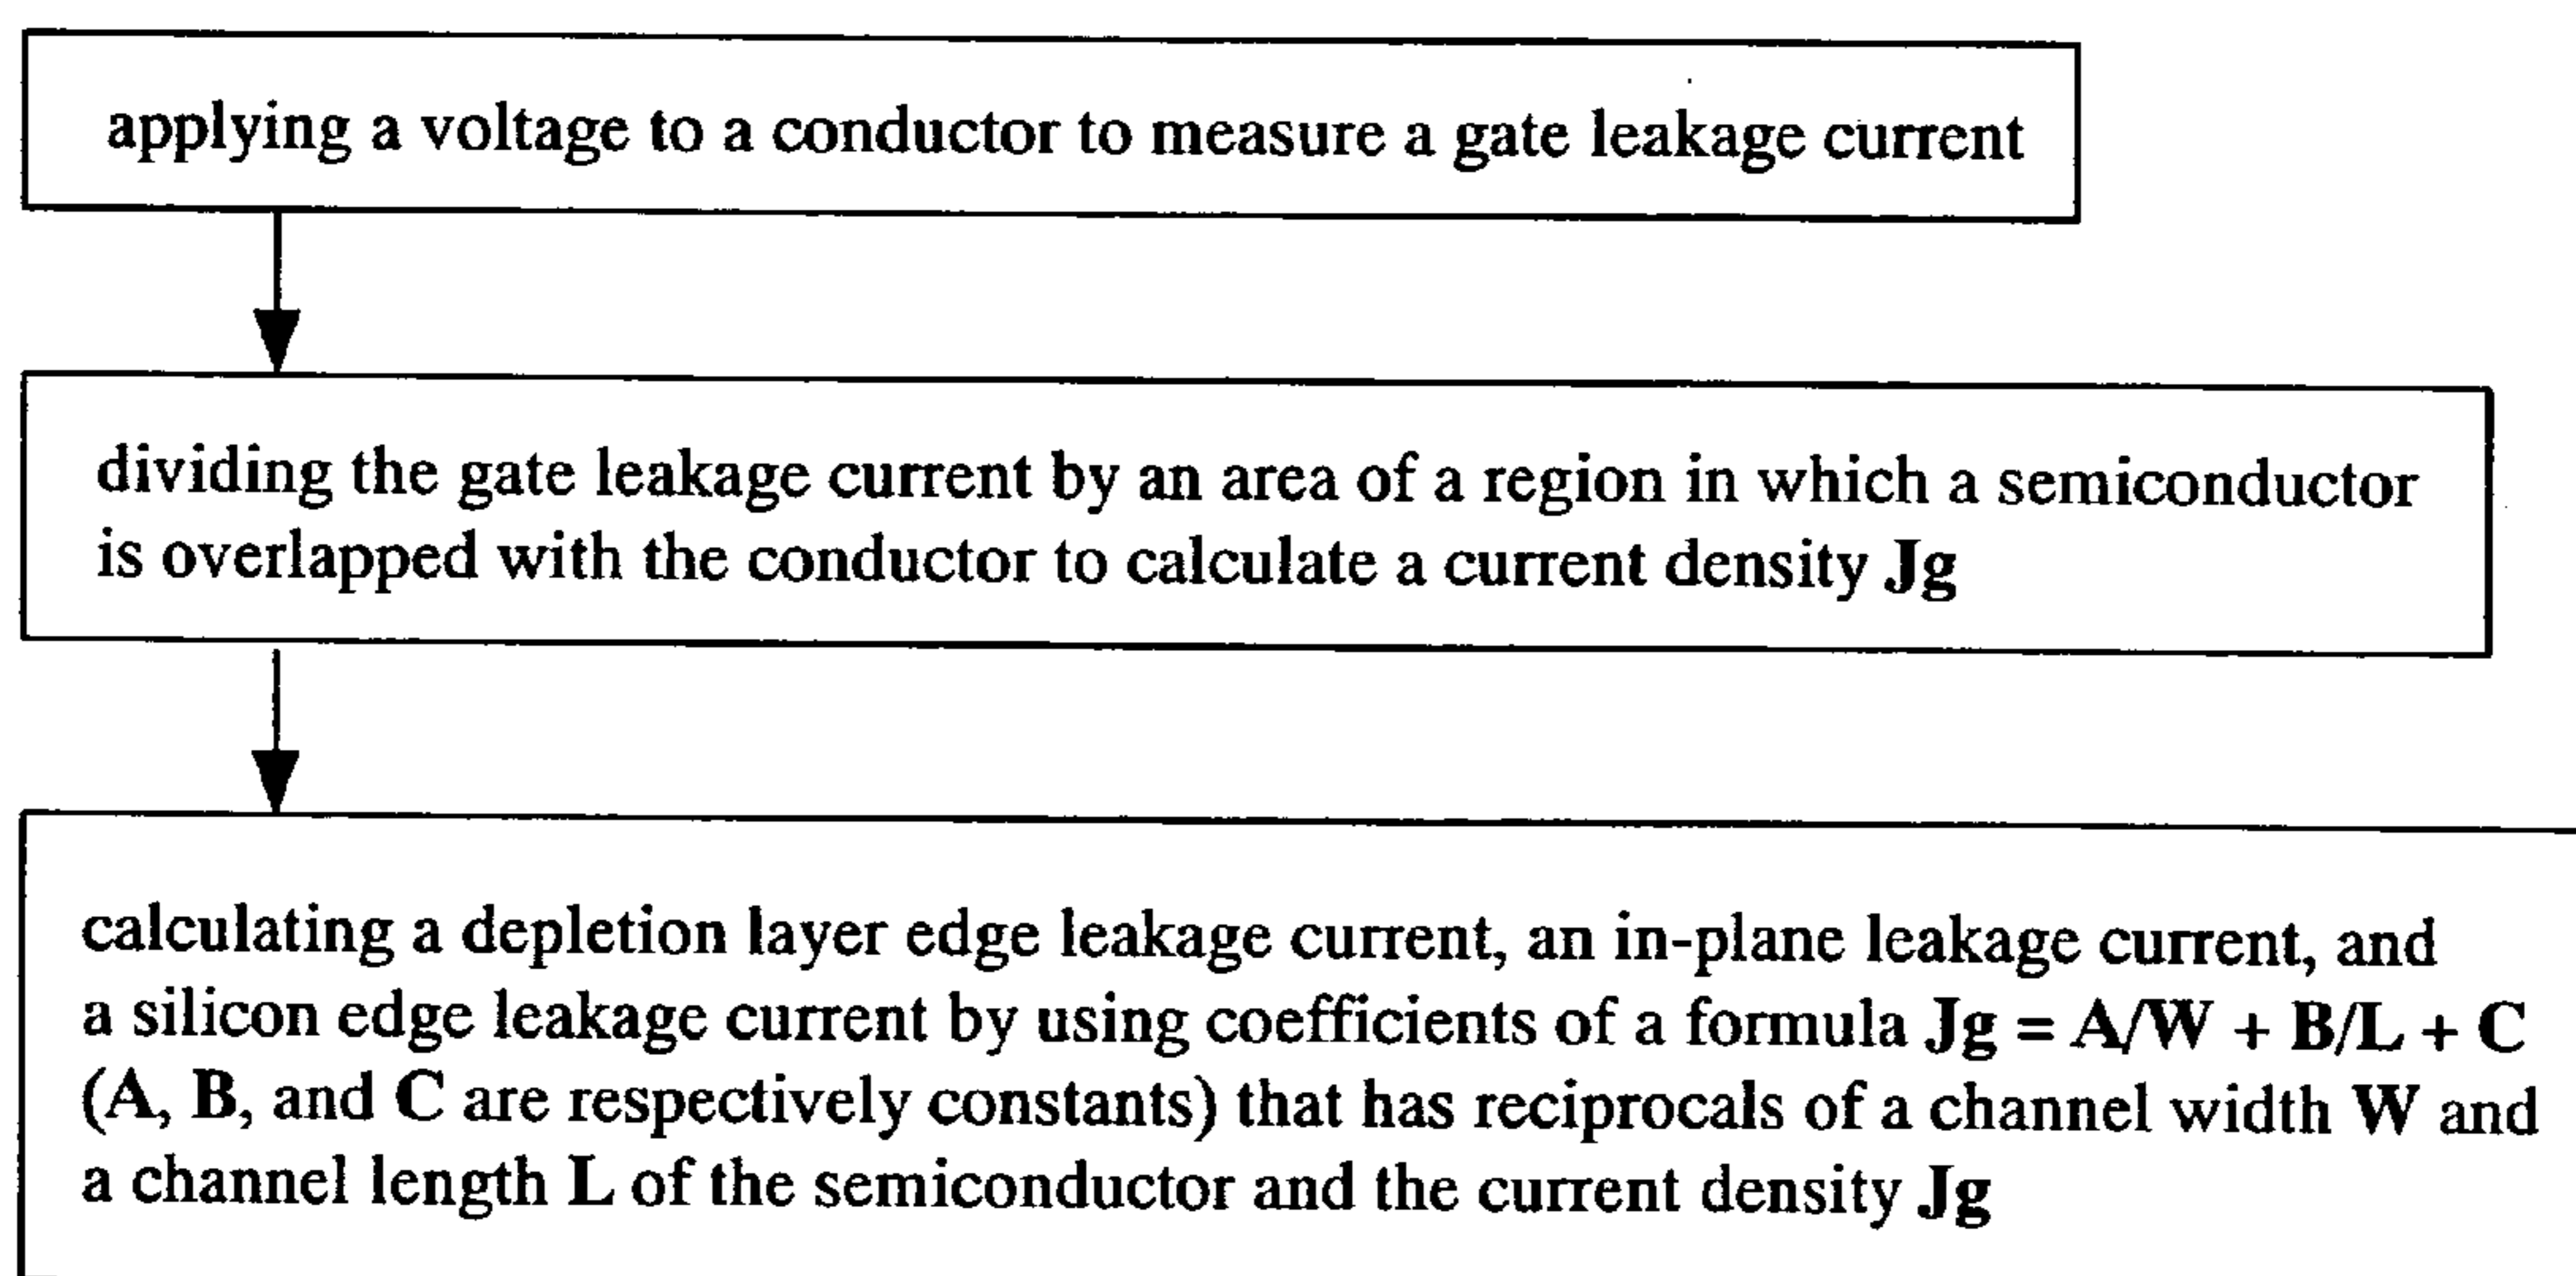 applying a voltage to a conductor to measure a gate leakage current
dividing the gate leakage current by an area of a region in which a semiconductor
is overlapped with the conductor to calculate a current density Jg
calculating a depletion layer edge leakage current, an in-plane leakage current, and
a silicon edge leakage current by using coefficients of a formula Jg = A/W + B/L + C
(A, B, and C are respectively constants) that has reciprocals of a channel width W and
a channel length L of the semiconductor and the current density Jg